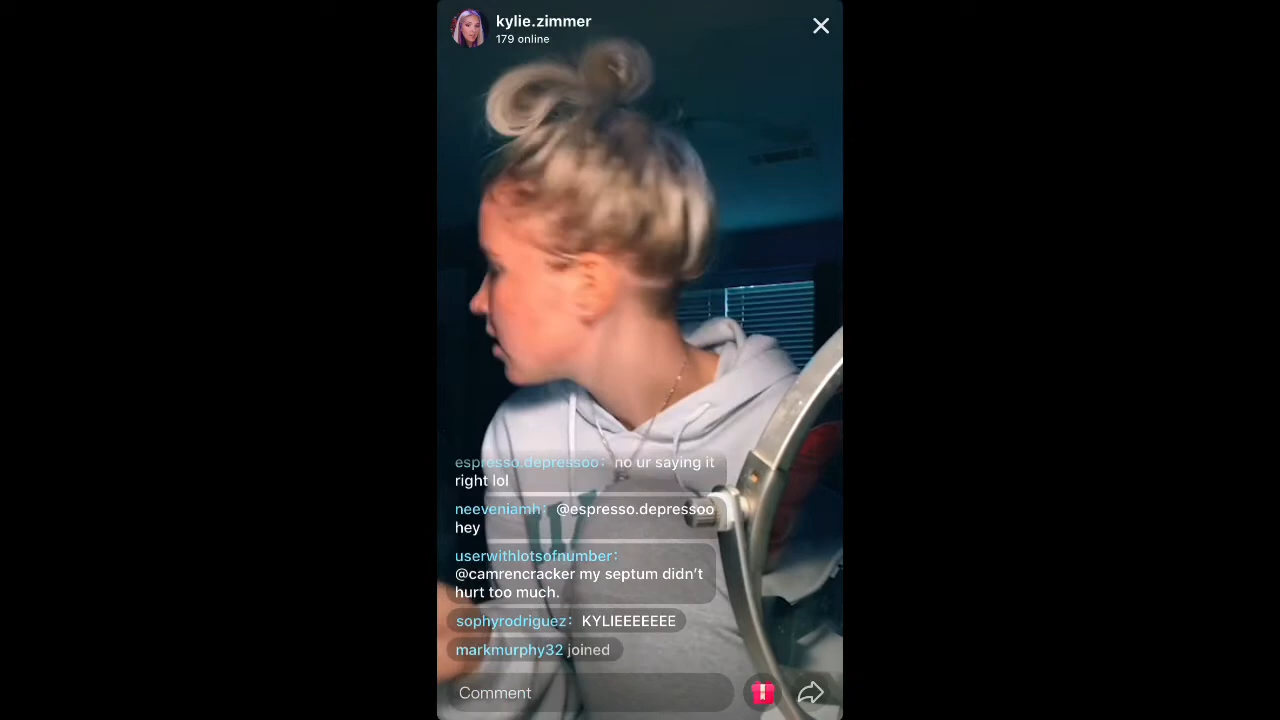 kylie.zimmer
179 online
espresso.depressoo: no ur saying it
right lol
neeveniamh: @espresso.depressoo
hey
userwithlotsofnumber:
@camrencracker my septum didn't
hurt too much.
sophyrodriguez: KYLIEEEEEEE
markmurphy32 joined
Comment